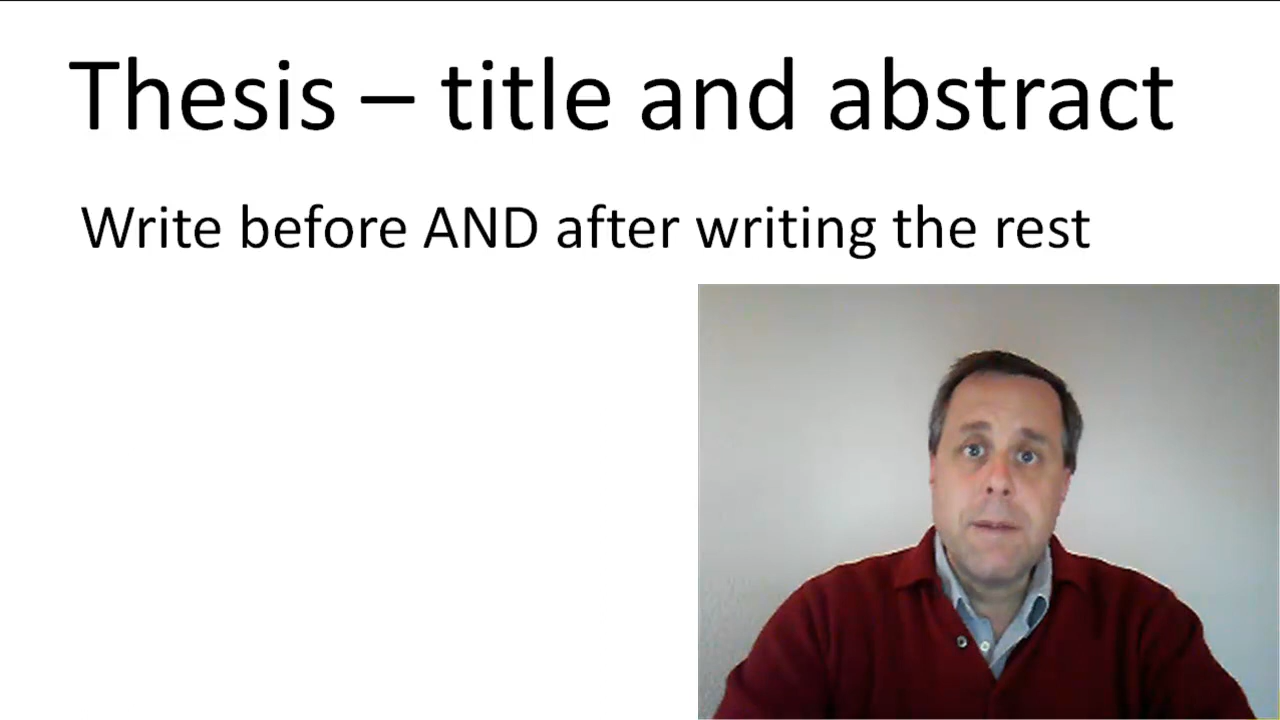 Thesis – title and abstract
Write before AND after writing the rest